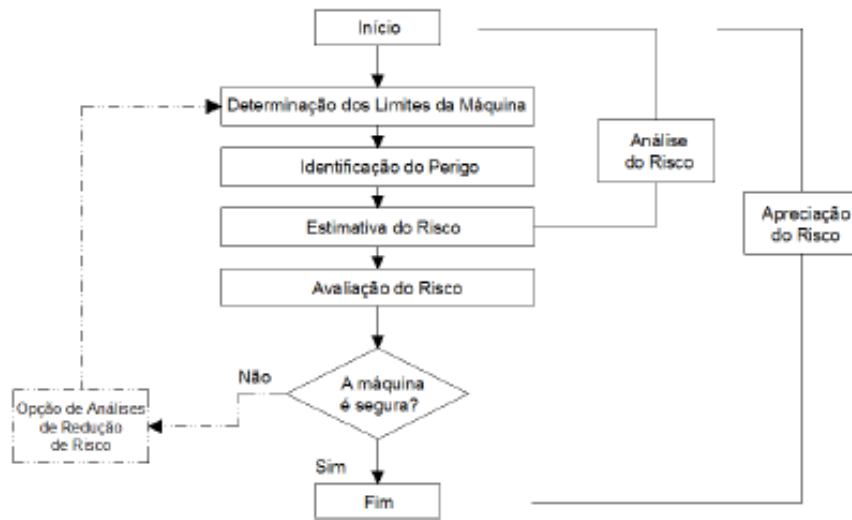 Início
Determinação dos Limites da Máquina
Análise
do Risco
Identificação do Perigo
Apreciação
do Risco
Estimativa do Risco
Avaliação do Risco
Não
A máquina
é segura?
Opção de Análises
de Redução
de Risco
Sim
Fim